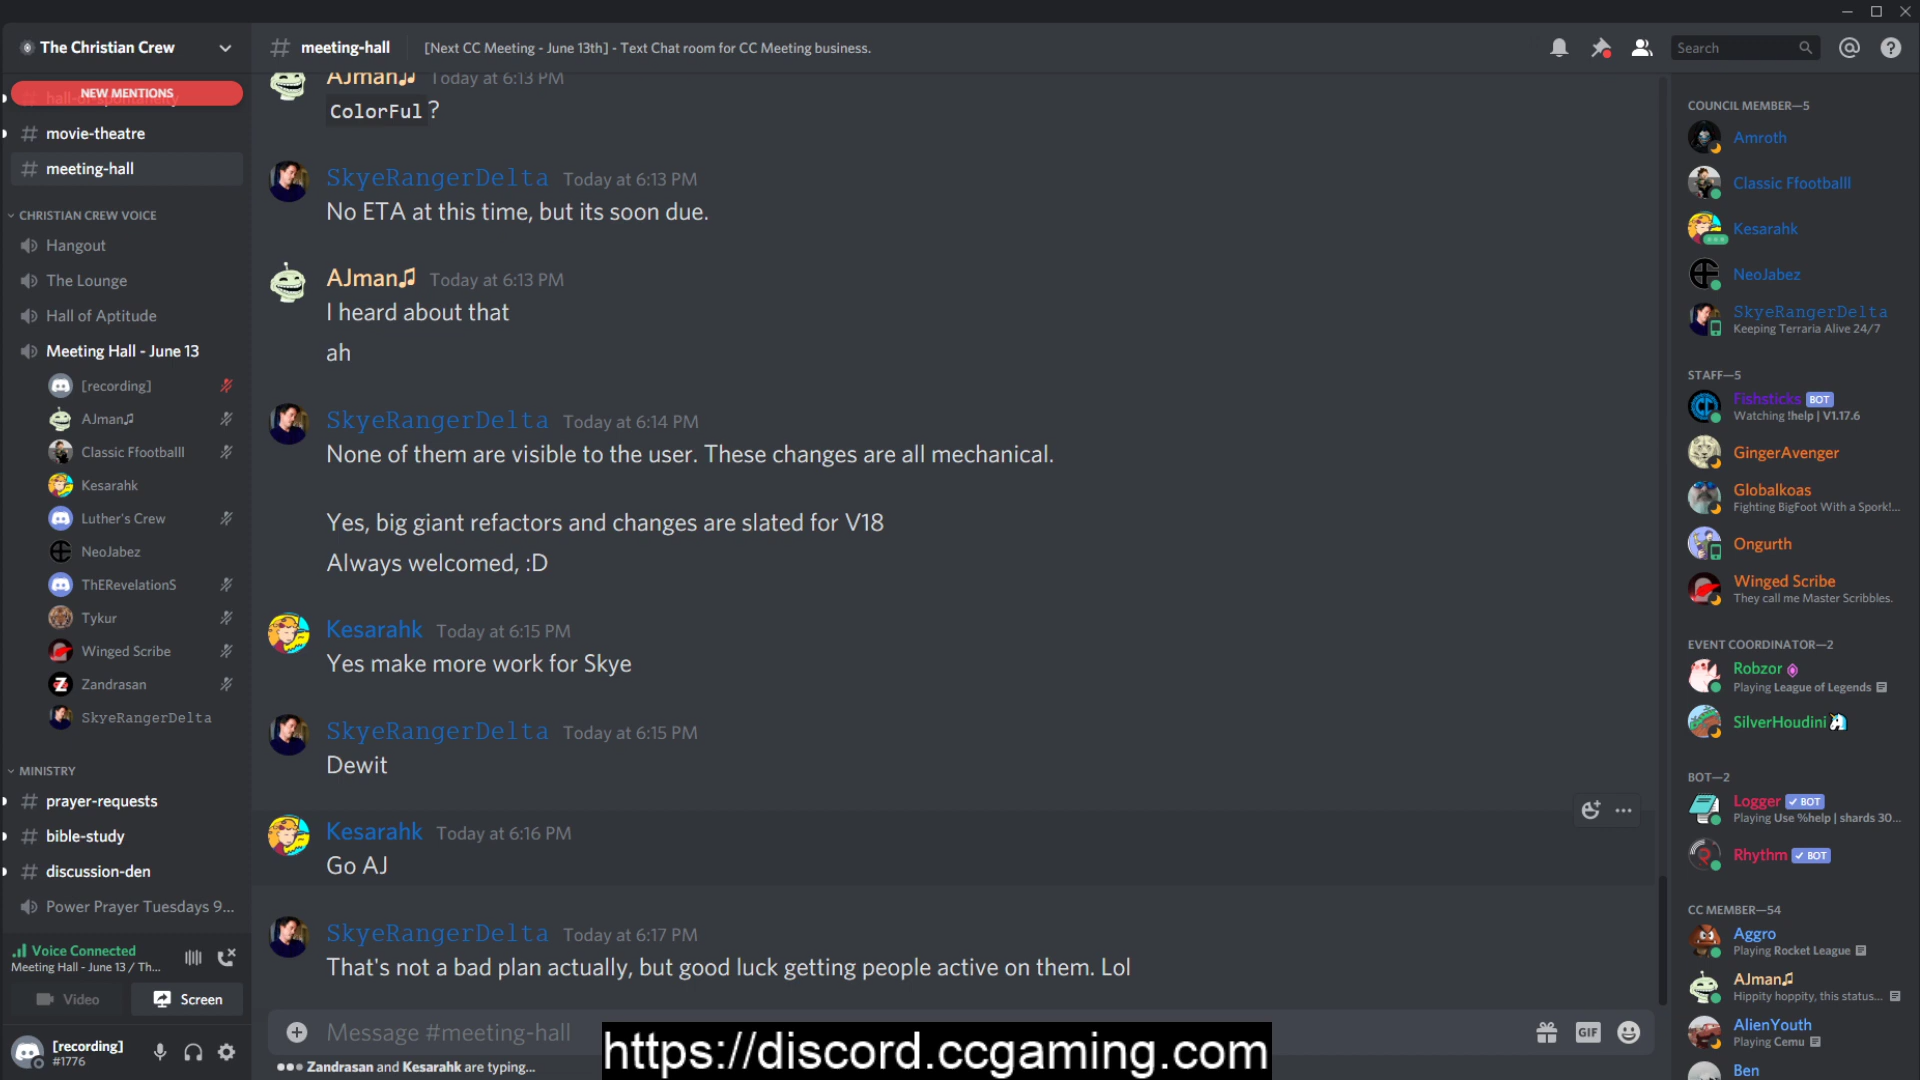 The Christian Crew
NEW MENTIONS
# movie-theatre
# meeting-hall
CHRISTIAN CREW VOICE
Hangout
The Lounge
Hall of Aptitude
Meeting Hall - June 13
[recording]
AJman♫
Classic Ffootballl
Kesarahk
Luther's Crew
NeoJabez
ThERevelationS
Tykur
Winged Scribe
Zandrasan
SkyeRangerDelta
MINISTRY
# prayer-requests
# bible-study
# discussion-den
Power Prayer Tuesdays 9...
Voice Connected
Meeting Hall - June 13 / Th...
Video
Screen
[recording]
#1776
# meeting-hall
[Next CC Meeting - June 13th] - Text Chat room for CC Meeting business.
Search
AJman♫ Today at 6:13 PM
ColorFul ?
SkyeRangerDelta Today at 6:13 PM
No ETA at this time, but its soon due.
AJman♫ Today at 6:13 PM
I heard about that
ah
SkyeRangerDelta Today at 6:14 PM
None of them are visible to the user. These changes are all mechanical.
Yes, big giant refactors and changes are slated for V18
Always welcomed, :D
Kesarahk Today at 6:15 PM
Yes make more work for Skye
SkyeRangerDelta Today at 6:15 PM
Dewit
Kesarahk Today at 6:16 PM
Go AJ
SkyeRangerDelta Today at 6:17 PM
That's not a bad plan actually, but good luck getting people active on them. Lol
Message #meeting-hall
GIF
Zandrasan and Kesarahk are typing...
https://discord.ccgaming.com
COUNCIL MEMBER—5
Amroth
Classic Ffootballl
Kesarahk
NeoJabez
SkyeRangerDelta
Keeping Terraria Alive 24/7
STAFF—5
Fishsticks BOT
Watching !help | V1.17.6
GingerAvenger
Globalkoas
Fighting BigFoot With a Spork!...
Ongurth
Winged Scribe
They call me Master Scribbles.
EVENT COORDINATOR—2
Robzor
Playing League of Legends
SilverHoudini
BOT—2
Logger ✓ BOT
Playing Use %help | shards 30...
Rhythm ✓ BOT
CC MEMBER—54
Aggro
Playing Rocket League
AJman♫
Hippity hoppity, this status...
AlienYouth
Playing Cemu
Ben